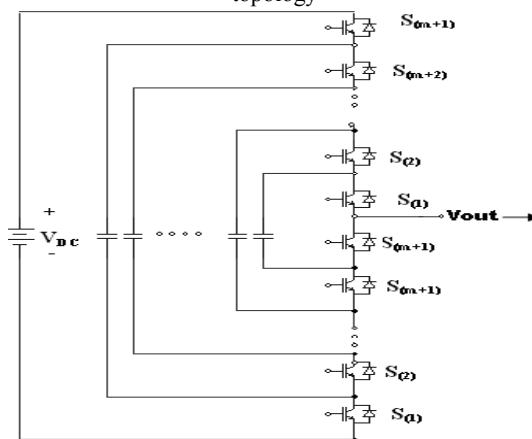 topology
S(m+1)
S(m+2)
S(2)
S(1)
+
VDC
-
Vout
S(m+1)
S(m+1)
S(2)
S(1)